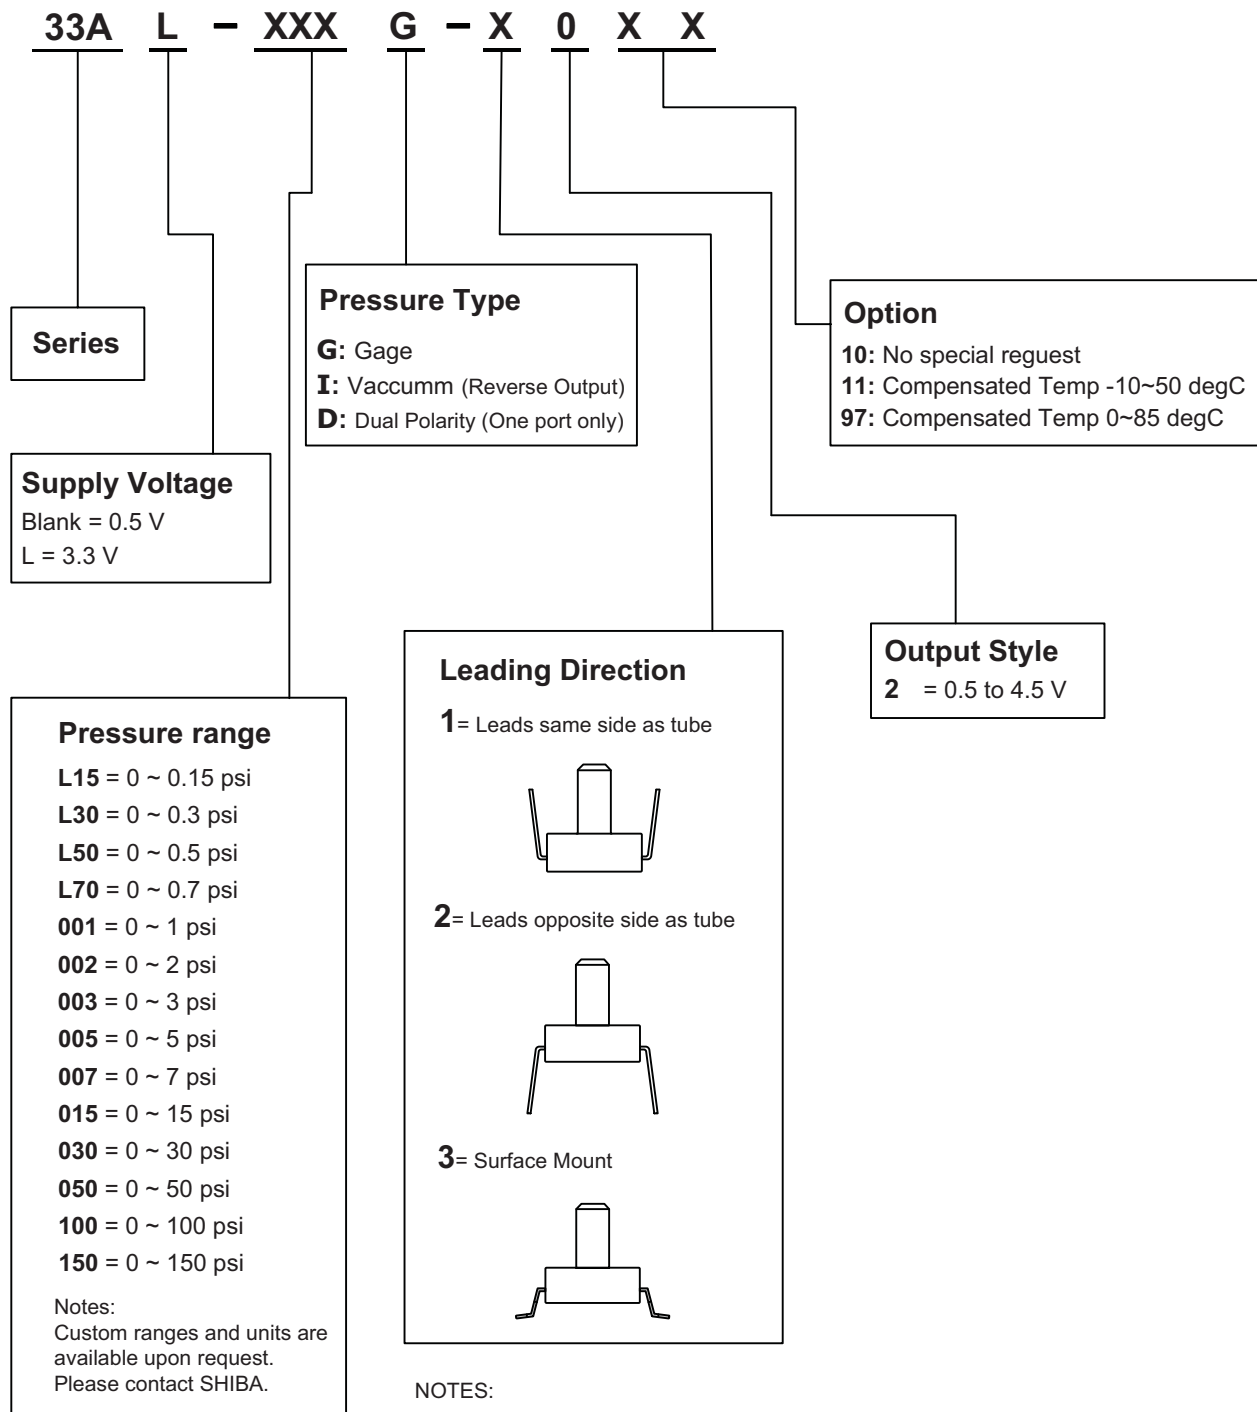 33A L – XXX G – X 0 X X
Series
Supply Voltage
Blank = 0.5 V
L = 3.3 V
Pressure Type
G: Gage
I: Vaccumm (Reverse Output)
D: Dual Polarity (One port only)
Option
10: No special reguest
11: Compensated Temp -10~50 degC
97: Compensated Temp 0~85 degC
Output Style
2 = 0.5 to 4.5 V
Pressure range
L15 = 0 ~ 0.15 psi
L30 = 0 ~ 0.3 psi
L50 = 0 ~ 0.5 psi
L70 = 0 ~ 0.7 psi
001 = 0 ~ 1 psi
002 = 0 ~ 2 psi
003 = 0 ~ 3 psi
005 = 0 ~ 5 psi
007 = 0 ~ 7 psi
015 = 0 ~ 15 psi
030 = 0 ~ 30 psi
050 = 0 ~ 50 psi
100 = 0 ~ 100 psi
150 = 0 ~ 150 psi
Notes:
Custom ranges and units are
available upon request.
Please contact SHIBA.
Leading Direction
1= Leads same side as tube
2= Leads opposite side as tube
3= Surface Mount
NOTES: